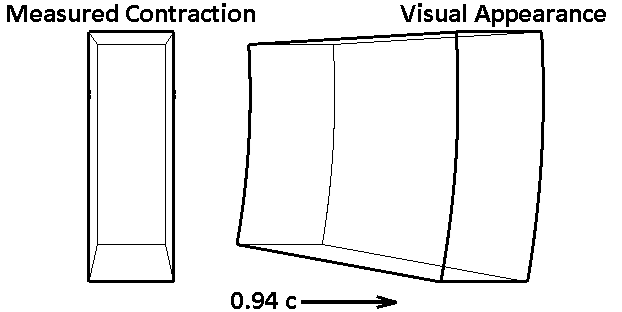 Measured Contraction
Visual Appearance
0.94 c